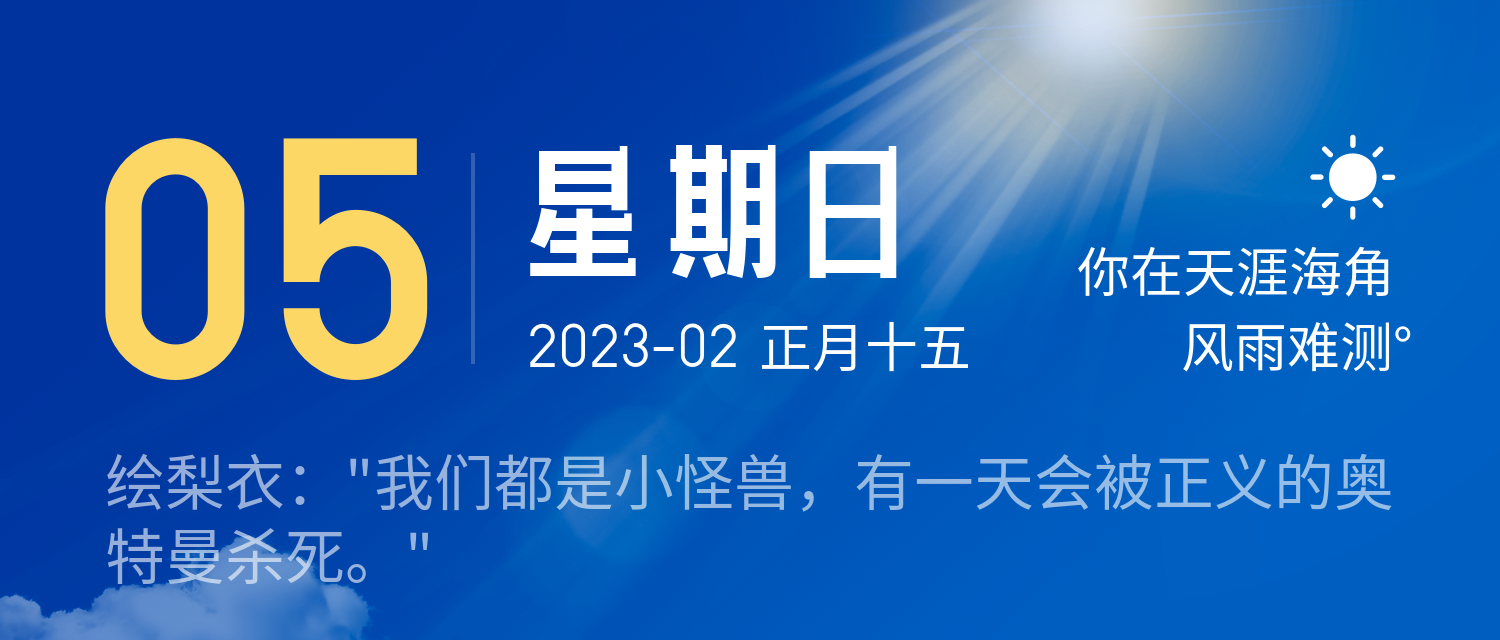 05
星期日
2023-02 正月十五
你在天涯海角
风雨难测°
绘梨衣："我们都是小怪兽，有一天会被正义的奥
特曼杀死。"